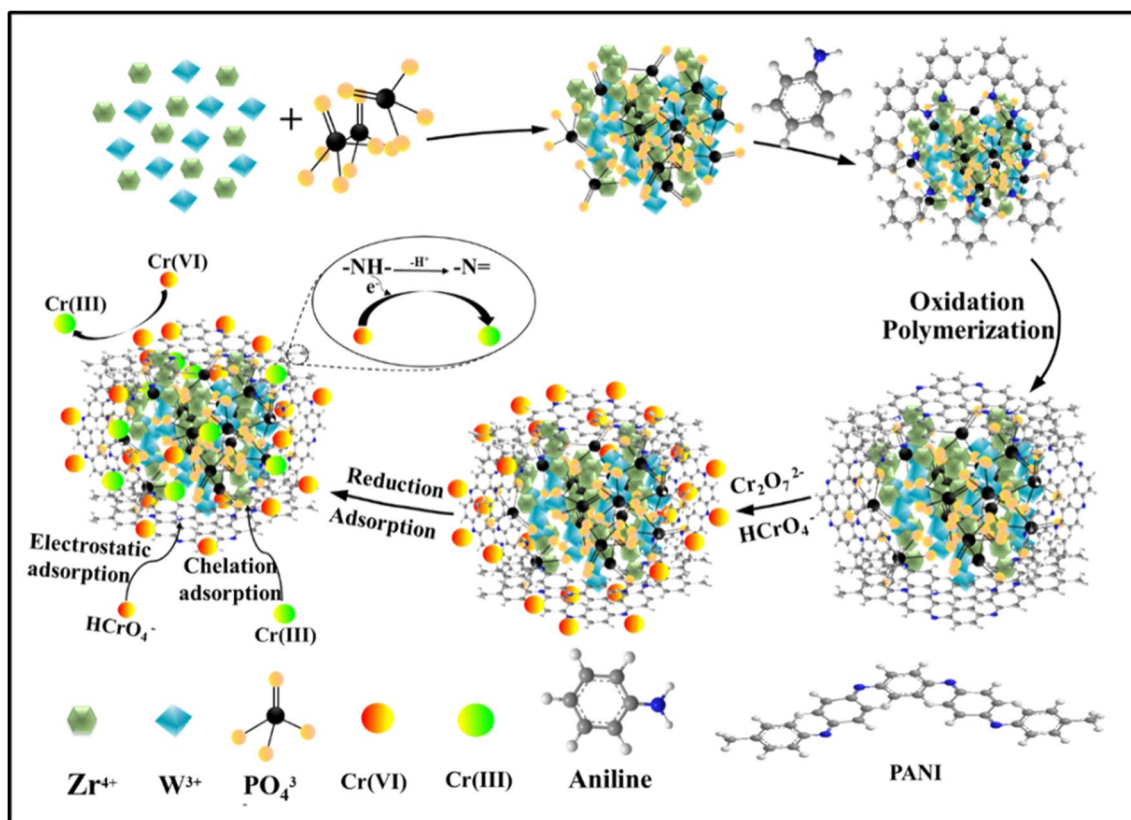 +
Oxidation
Polymerization
Cr(VI)
Cr(III)
-NH- -H⁺ -N=
e⁻
Cr₂O₇²⁻
HCrO₄⁻
Reduction
Adsorption
Electrostatic
adsorption
HCrO₄⁻
Chelation
adsorption
Cr(III)
Zr⁴⁺
W³⁺
PO₄³
-
Cr(VI)
Cr(III)
Aniline
PANI